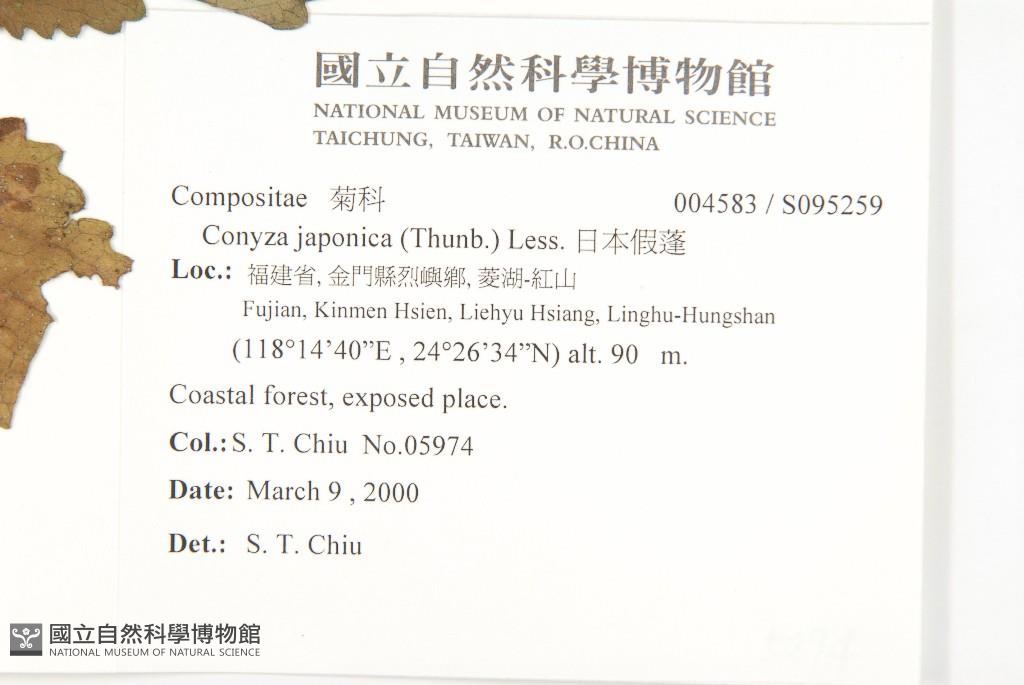 國立自然科學博物館
NATIONAL MUSEUM OF NATURAL SCIENCE
TAICHUNG, TAIWAN, R.O.CHINA
Compositae 菊科 004583 / S095259
Conyza japonica (Thunb.) Less. 日本假蓬
Loc.: 福建省, 金門縣烈嶼鄉, 菱湖-紅山
Fujian, Kinmen Hsien, Liehyu Hsiang, Linghu-Hungshan
(118°14’40”E , 24°26’34”N) alt. 90 m.
Coastal forest, exposed place.
Col.: S. T. Chiu No.05974
Date: March 9 , 2000
Det.: S. T. Chiu
國立自然科學博物館
NATIONAL MUSEUM OF NATURAL SCIENCE